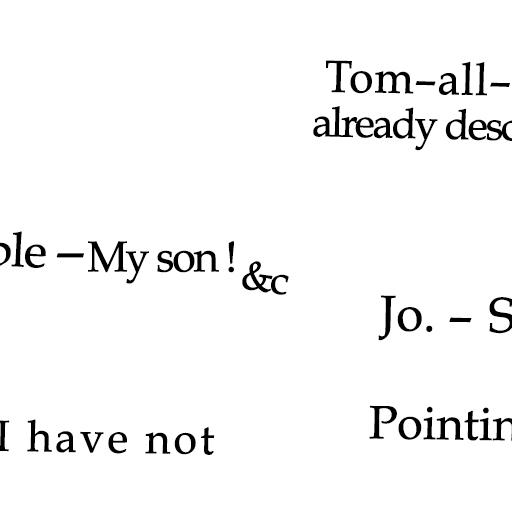 Tom–all–
already desc
ple –My son ! &c
Jo. – S
I have not
Pointin